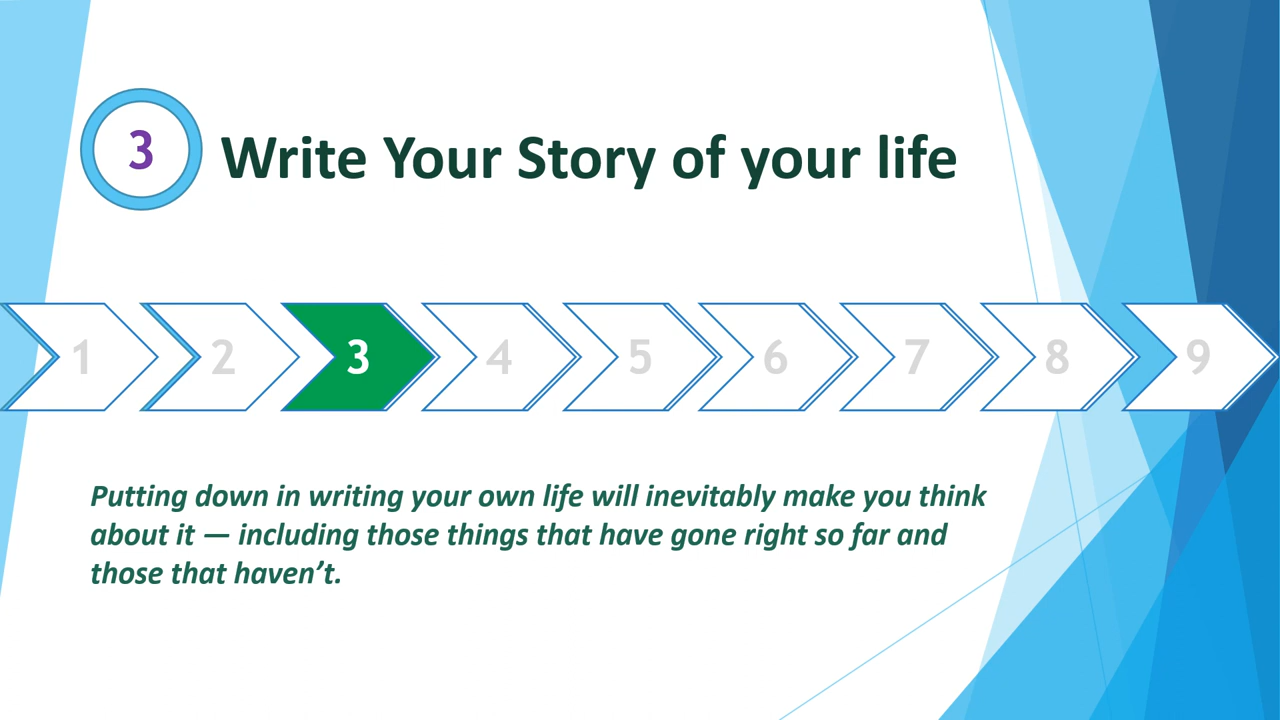 3
Write Your Story of your life
1 2 3 4 5 6 7 8 9
Putting down in writing your own life will inevitably make you think
about it — including those things that have gone right so far and
those that haven’t.